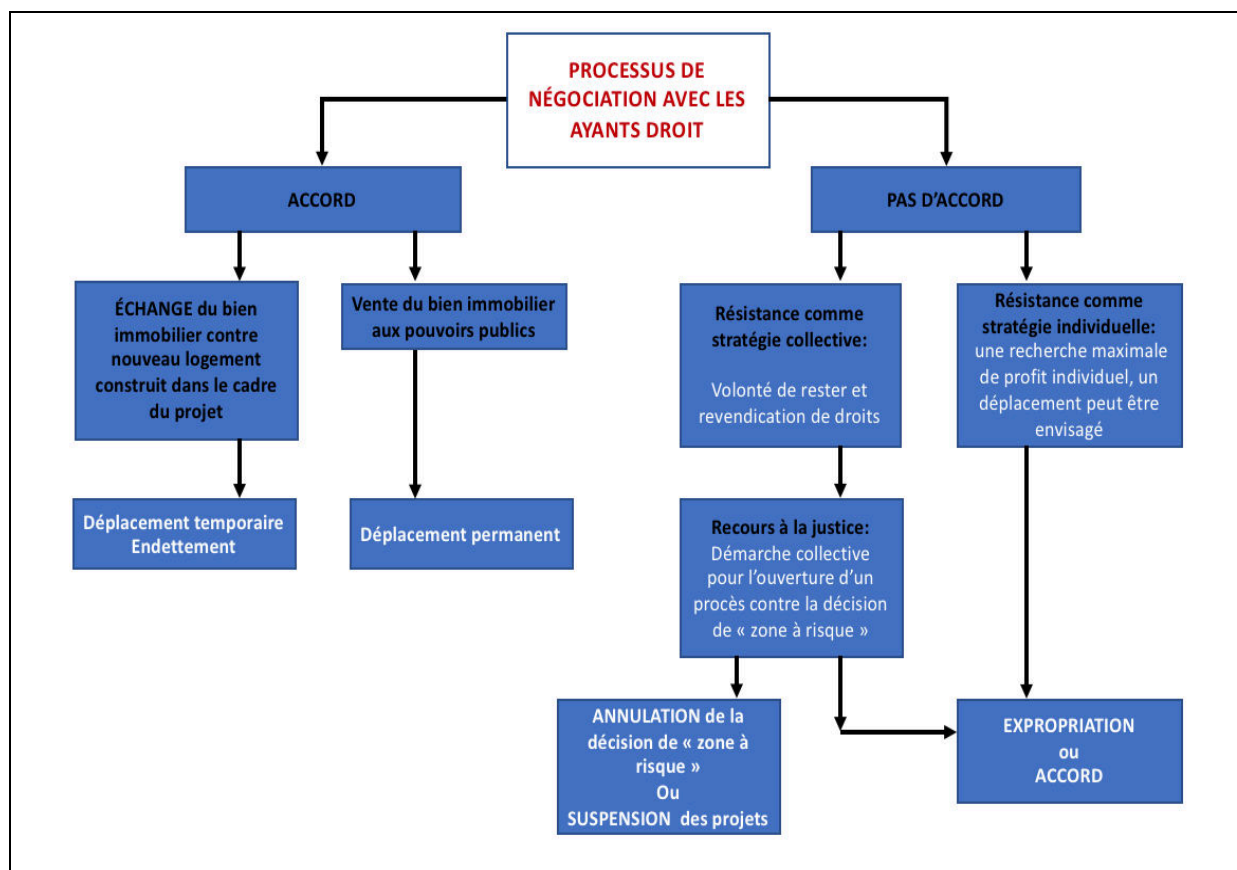 PROCESSUS DE
NÉGOCIATION AVEC LES
AYANTS DROIT
ACCORD
PAS D’ACCORD
ÉCHANGE du bien
immobilier contre
nouveau logement
construit dans le cadre
du projet
Vente du bien immobilier
aux pouvoirs publics
Résistance comme
stratégie collective:
Volonté de rester et
revendication de droits
Résistance comme
stratégie individuelle:
une recherche maximale
de profit individuel, un
déplacement peut être
envisagé
Déplacement temporaire
Endettement
Déplacement permanent
Recours à la justice:
Démarche collective
pour l’ouverture d’un
procès contre la décision
de « zone à risque »
ANNULATION de la
décision de « zone à
risque »
Ou
SUSPENSION des projets
EXPROPRIATION
ou
ACCORD